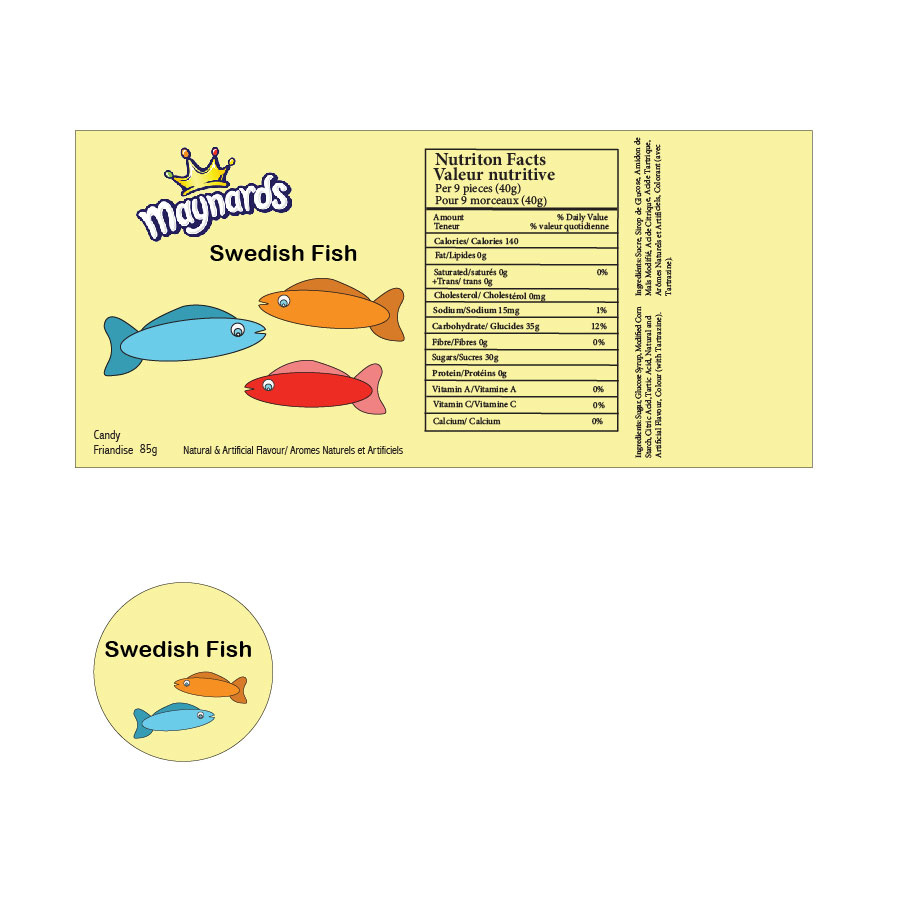 maynards
Swedish Fish
Candy
Friandise 85g
Natural & Artificial Flavour/ Aromes Naturels et Artificiels
Nutriton Facts
Valeur nutritive
Per 9 pieces (40g)
Pour 9 morceaux (40g)
Amount % Daily Value
Teneur % valeur quotidienne
Calories/ Calories 140
Fat/Lipides 0g
Saturated/saturés 0g 0%
+Trans/ trans 0g
Cholesterol/ Cholestérol 0mg
Sodium/Sodium 15mg 1%
Carbohydrate/ Glucides 35g 12%
Fibre/Fibres 0g 0%
Sugars/Sucres 30g
Protein/Protéins 0g
Vitamin A/Vitamine A 0%
Vitamin C/Vitamine C 0%
Calcium/ Calcium 0%
Ingrediénts: Sucre, Sirop de Glucose, Amidon de
Maïs Modifié, Acide Citrique, Acide Tartrique,
Arômes Naturels et Artificiels, Colorant (avec
Tartrazine).
Ingredients: Sugar, Glucose Syrup, Modified Corn
Starch, Citric Acid, Tartic Acid, Natural and
Artificial Flavour, Colour (with Tartrazine).
Swedish Fish